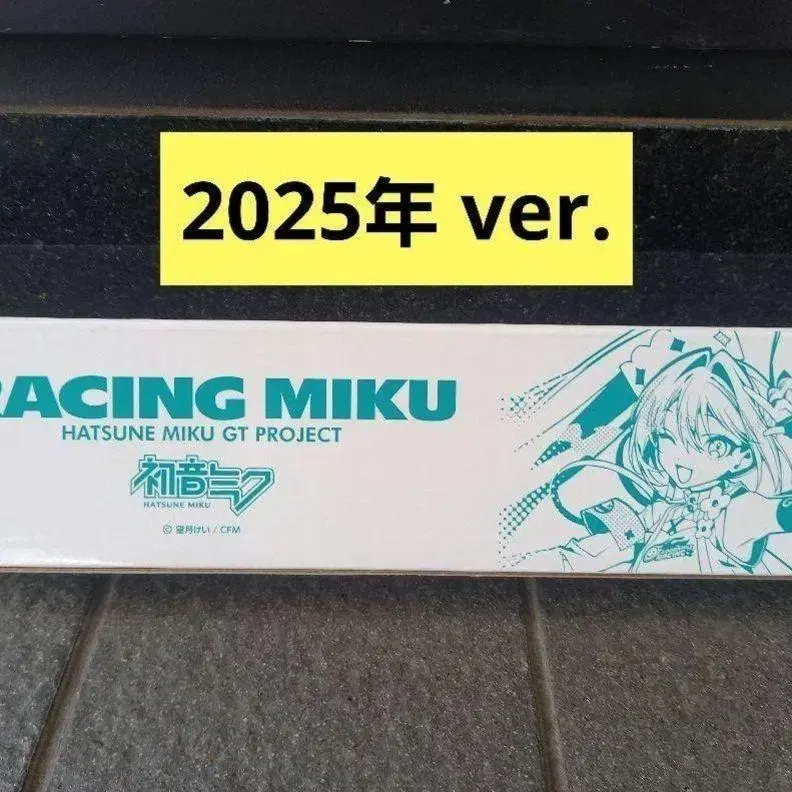 2025年 ver.
RACING MIKU
HATSUNE MIKU GT PROJECT
初音ミク
HATSUNE MIKU
© 望月けい / CFM